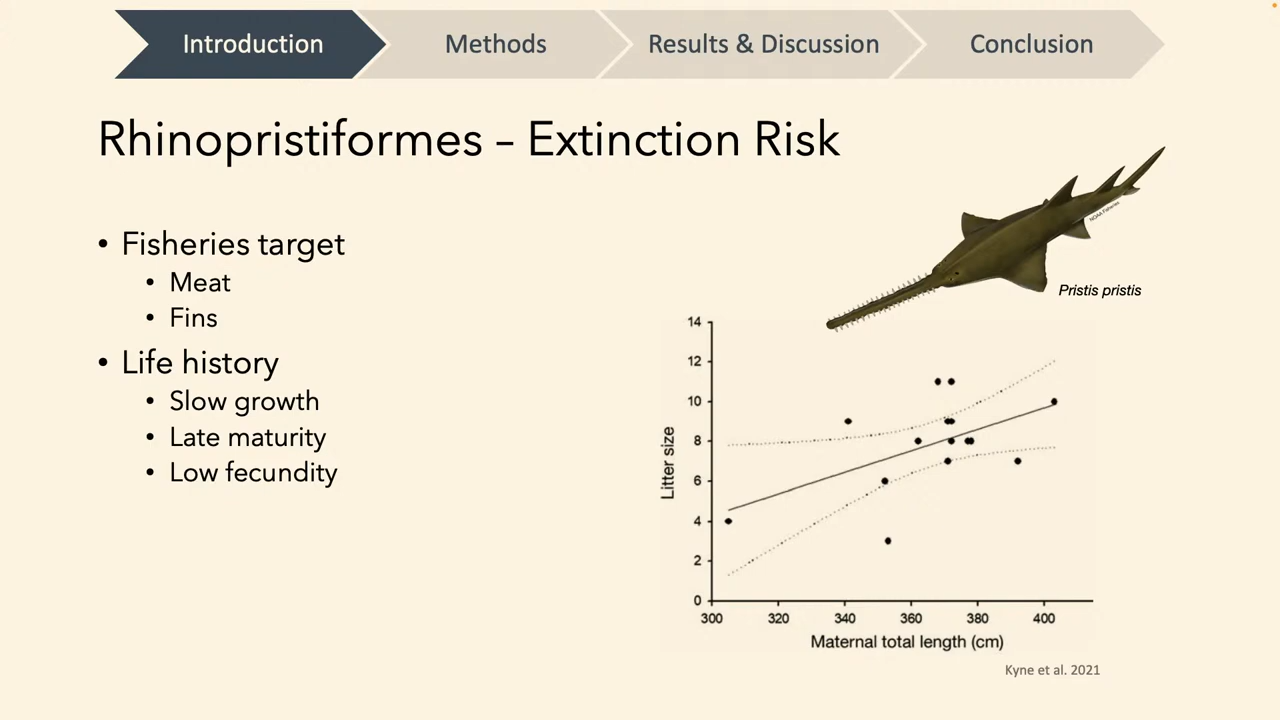 Introduction
Methods
Results & Discussion
Conclusion
Rhinopristiformes – Extinction Risk
• Fisheries target
• Meat
• Fins
• Life history
• Slow growth
• Late maturity
• Low fecundity
NOAA Fisheries
Pristis pristis
14
12
10
8
6
4
2
0
Litter size
300 320 340 360 380 400
Maternal total length (cm)
Kyne et al. 2021